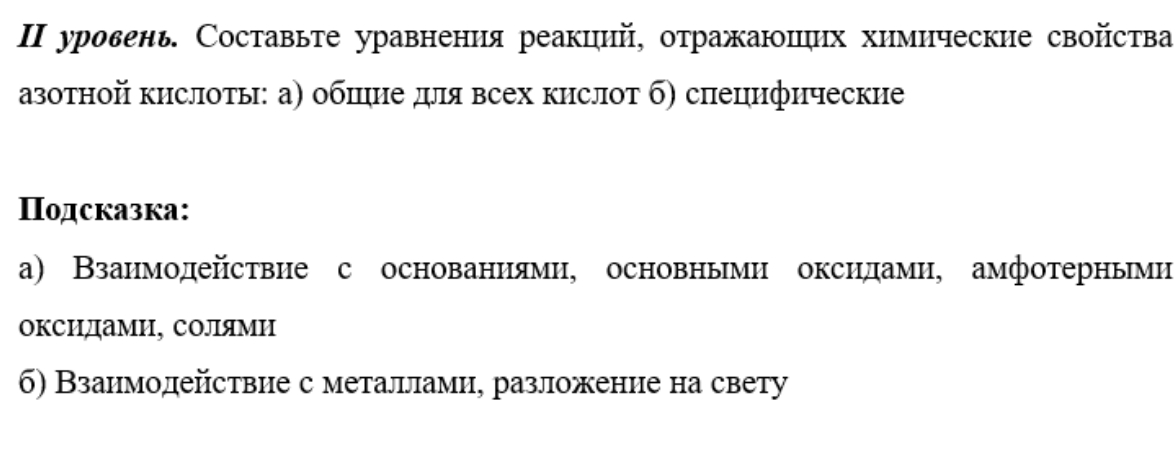 II уровень. Составьте уравнения реакций, отражающих химические свойства
азотной кислоты: а) общие для всех кислот б) специфические
Подсказка:
а) Взаимодействие с основаниями, основными оксидами, амфотерными
оксидами, солями
б) Взаимодействие с металлами, разложение на свету